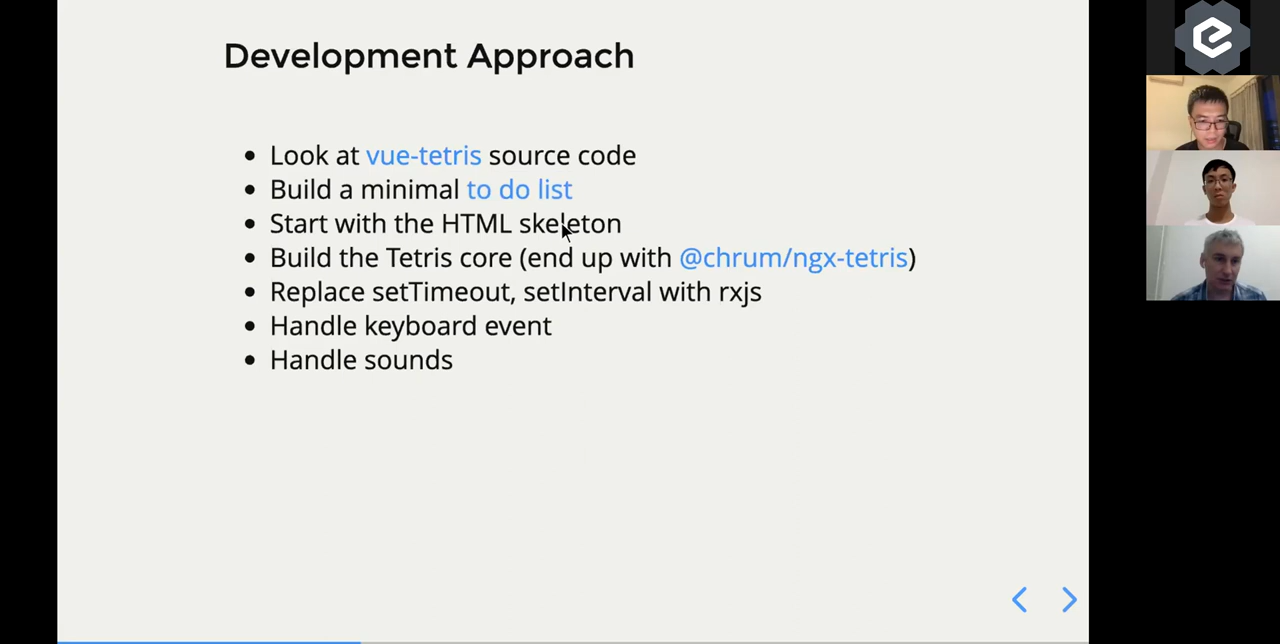 Development Approach
Look at vue-tetris source code
Build a minimal to do list
Start with the HTML skeleton
Build the Tetris core (end up with @chrum/ngx-tetris)
Replace setTimeout, setInterval with rxjs
Handle keyboard event
Handle sounds